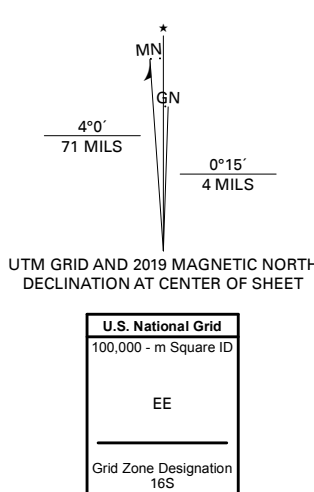 ★
MN
GN
4°0´
71 MILS
0°15´
4 MILS
UTM GRID AND 2019 MAGNETIC NORTH
DECLINATION AT CENTER OF SHEET
U.S. National Grid
100,000 - m Square ID
EE
Grid Zone Designation
16S